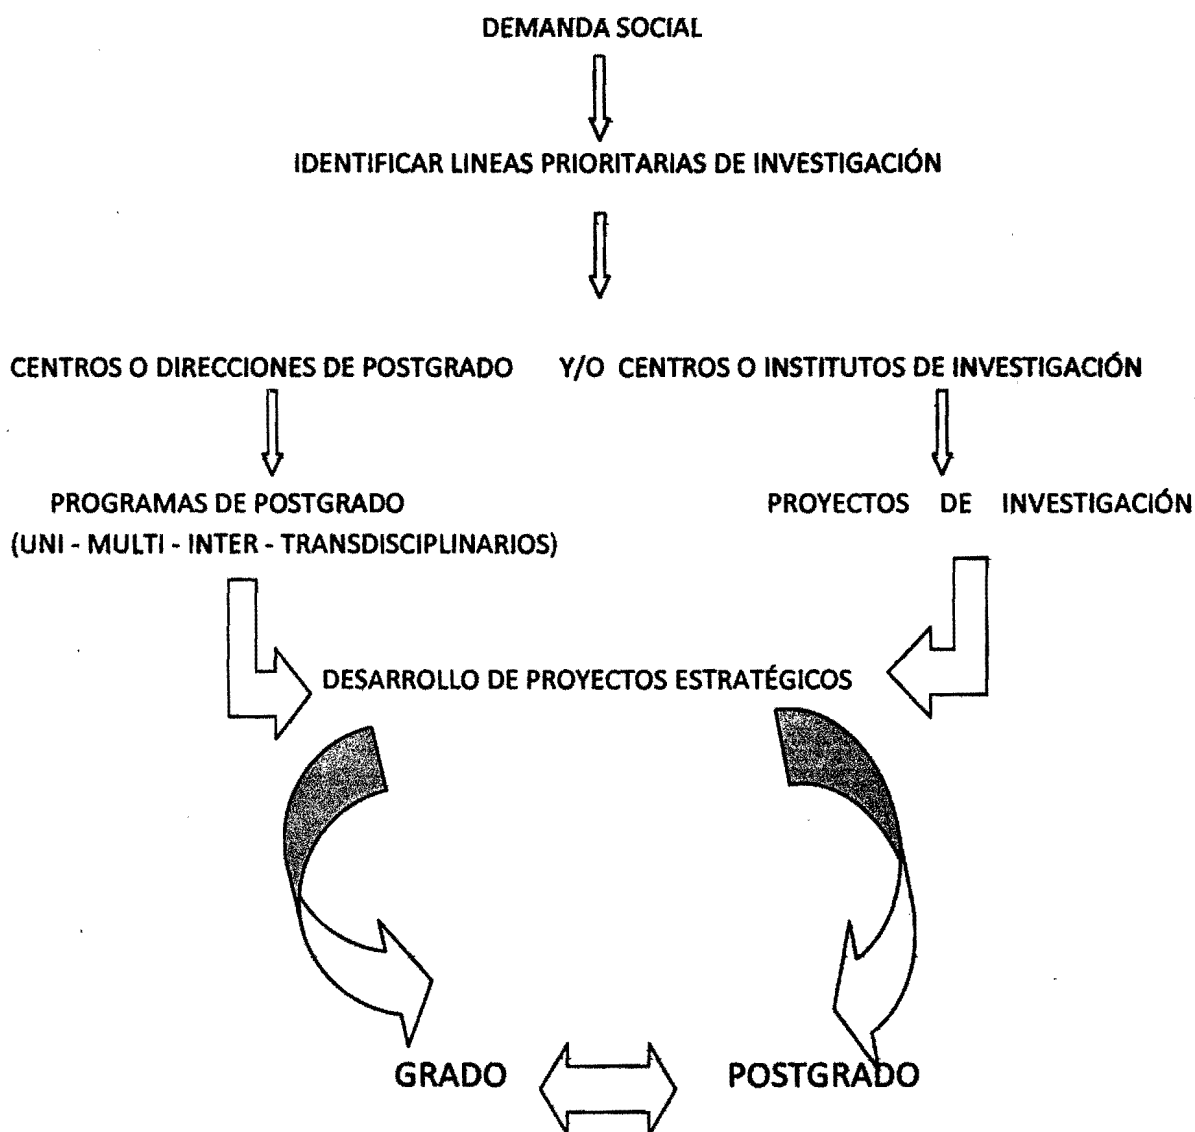 DEMANDA SOCIAL
IDENTIFICAR LINEAS PRIORITARIAS DE INVESTIGACIÓN
CENTROS O DIRECCIONES DE POSTGRADO Y/O CENTROS O INSTITUTOS DE INVESTIGACIÓN
PROGRAMAS DE POSTGRADO
PROYECTOS DE INVESTIGACIÓN
(UNI - MULTI - INTER - TRANSDISCIPLINARIOS)
DESARROLLO DE PROYECTOS ESTRATÉGICOS
GRADO
POSTGRADO